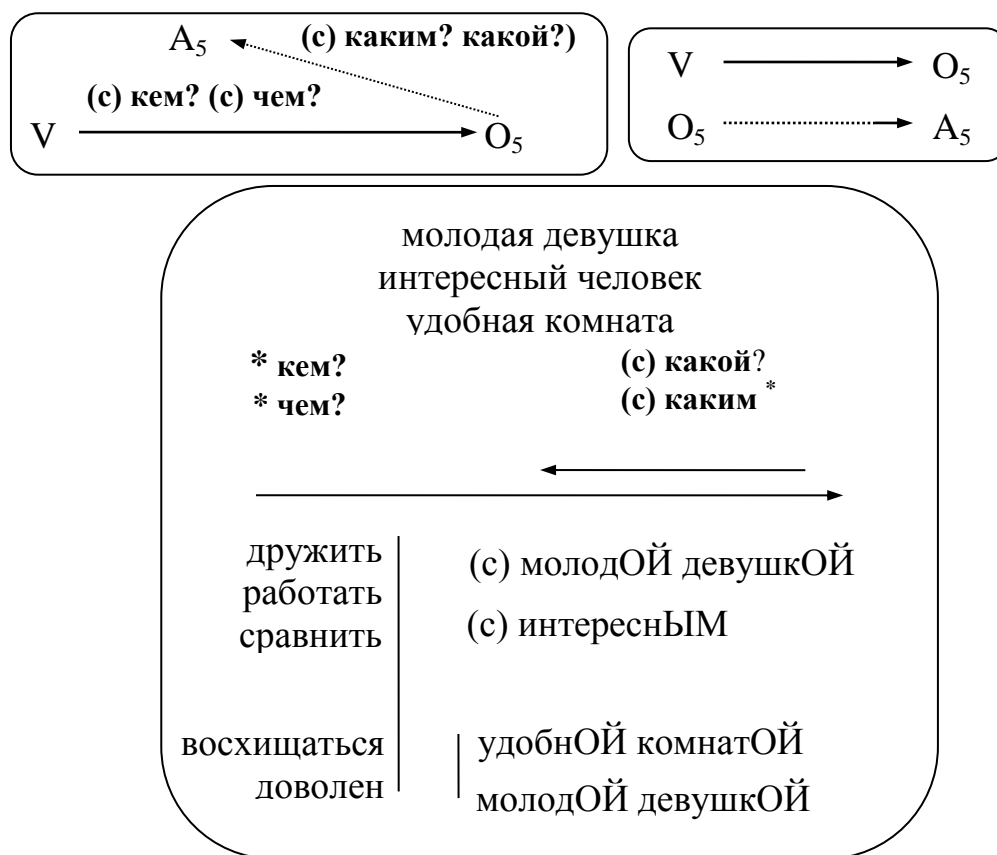 A₅ (с) каким? какой?)
(с) кем? (с) чем?
V O₅
V O₅
O₅ A₅
молодая девушка
интересный человек
удобная комната
* кем? (с) какой?
* чем? (с) каким *
дружить (с) молодОЙ девушкОЙ
работать
сравнить (с) интереснЫМ
восхищаться удобнОЙ комнатОЙ
доволен молодОЙ девушкОЙ